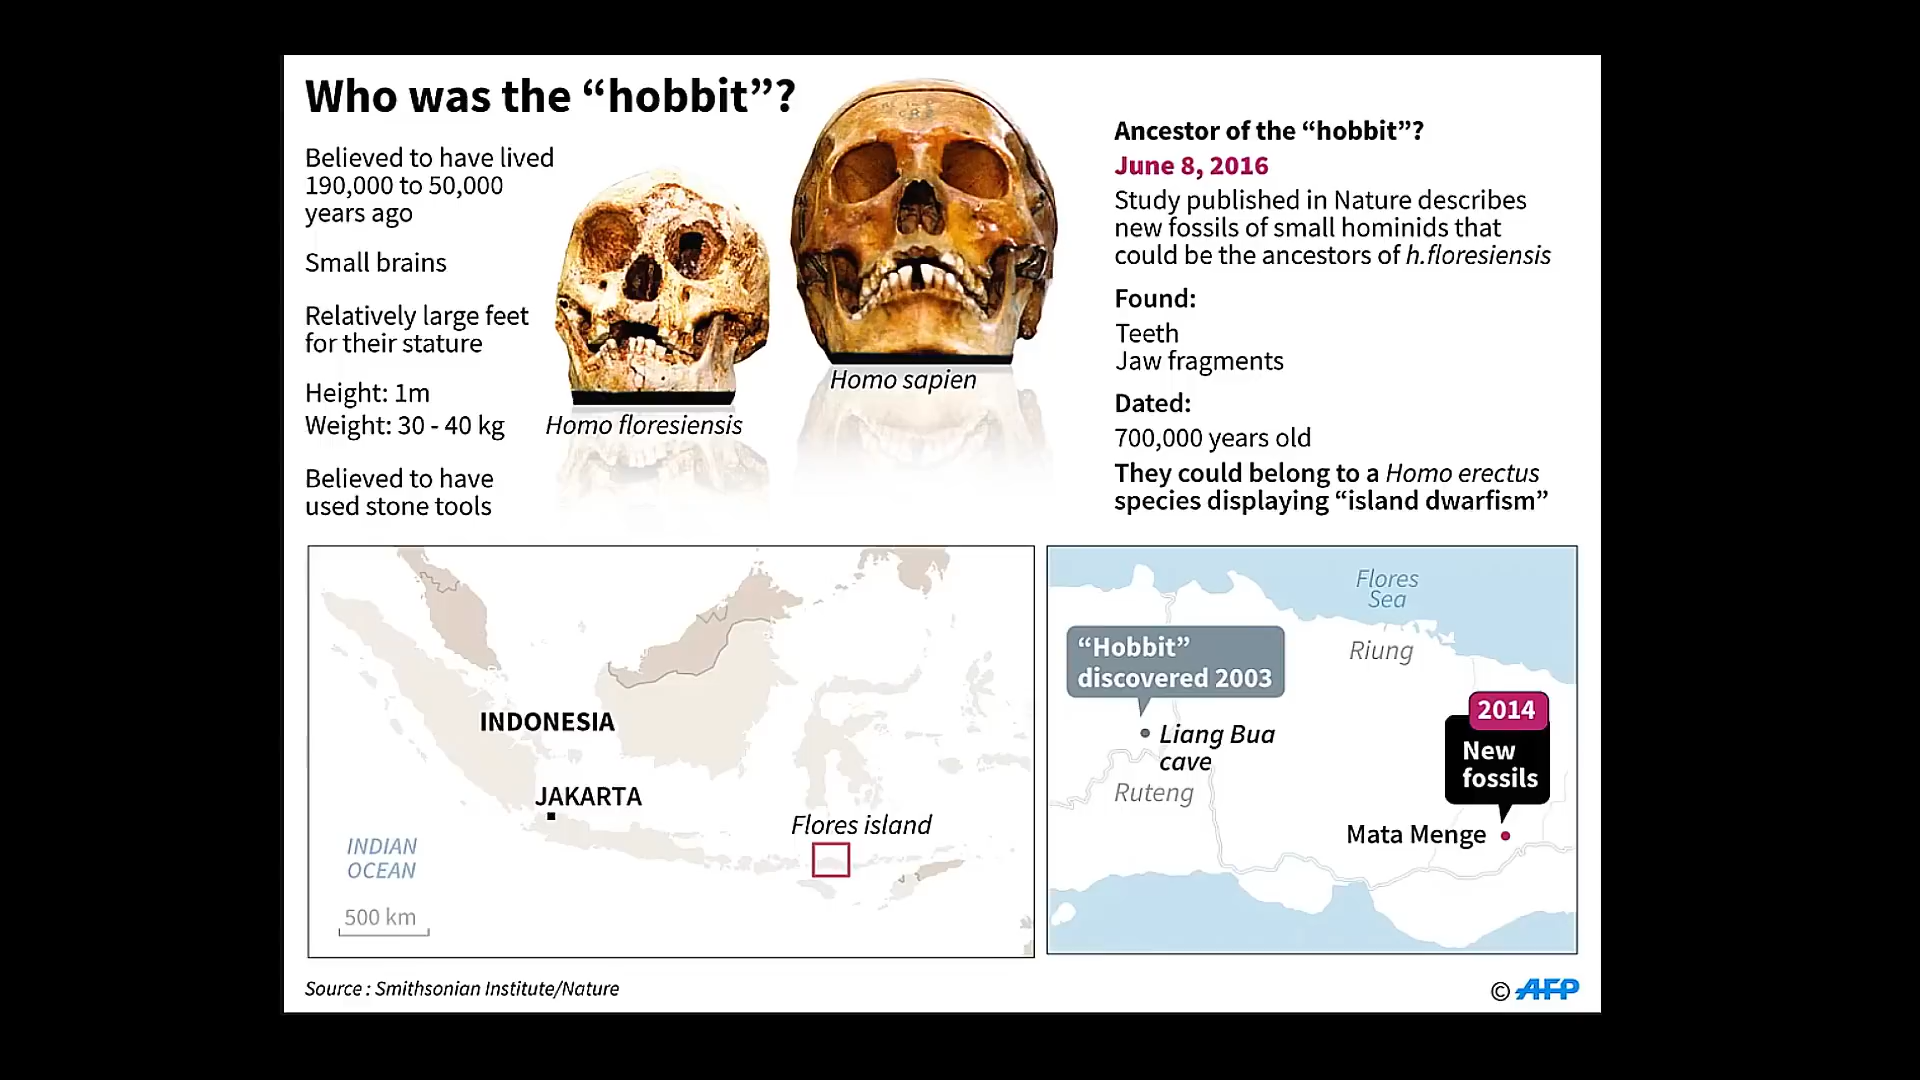 Who was the “hobbit”?
Believed to have lived
190,000 to 50,000
years ago
Small brains
Relatively large feet
for their stature
Height: 1m
Weight: 30 - 40 kg
Believed to have
used stone tools
Homo floresiensis
Homo sapien
Ancestor of the “hobbit”?
June 8, 2016
Study published in Nature describes
new fossils of small hominids that
could be the ancestors of h.floresiensis
Found:
Teeth
Jaw fragments
Dated:
700,000 years old
They could belong to a Homo erectus
species displaying “island dwarfism”
INDONESIA
JAKARTA
Flores island
INDIAN
OCEAN
500 km
Flores
Sea
Riung
“Hobbit”
discovered 2003
Liang Bua
cave
Ruteng
2014
New
fossils
Mata Menge
Source : Smithsonian Institute/Nature
© AFP